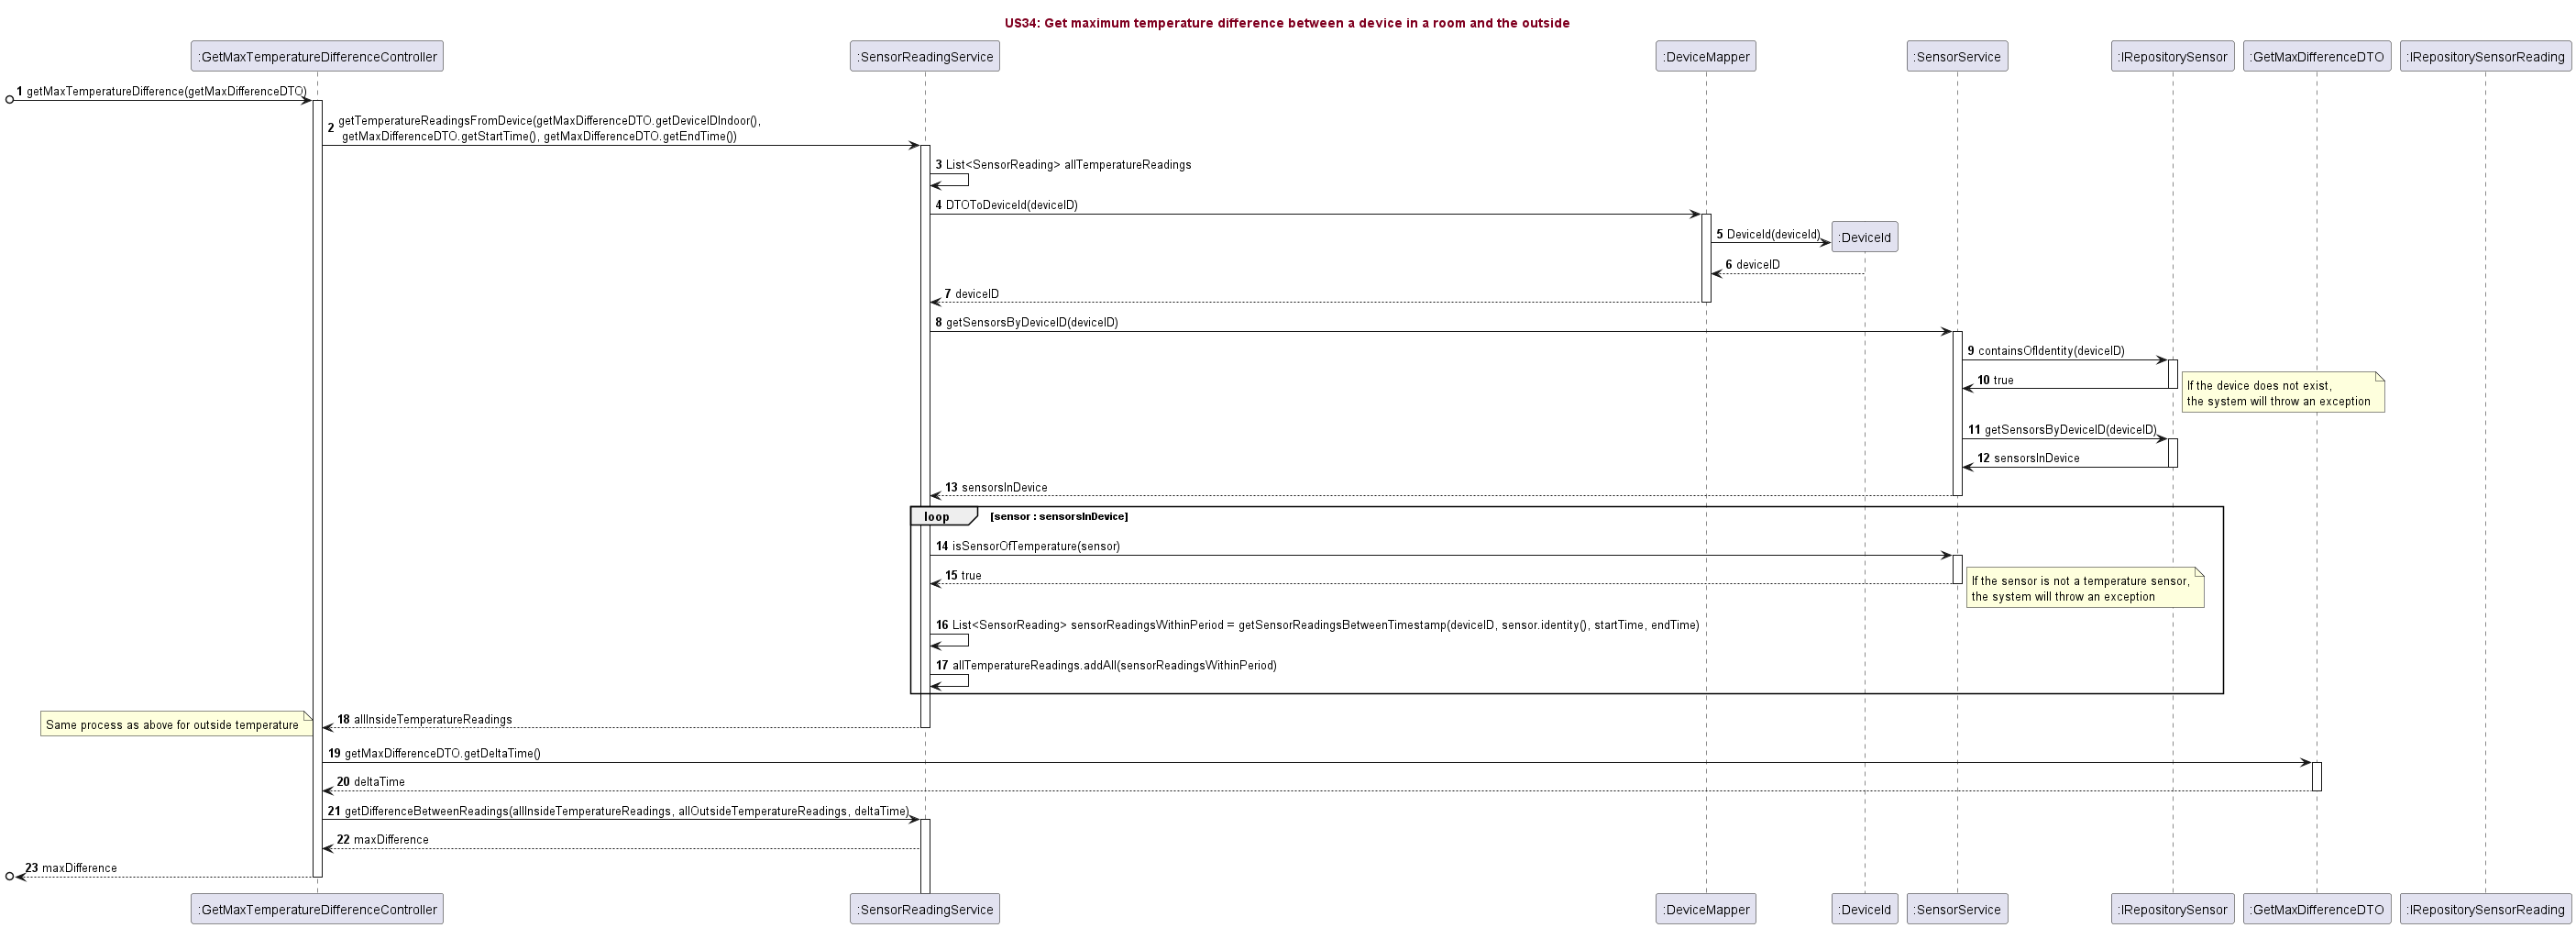 US34: Get maximum temperature difference between a device in a room and the outside
:GetMaxTemperatureDifferenceController
:SensorReadingService
:DeviceMapper
:SensorService
:IRepositorySensor
:GetMaxDifferenceDTO
:IRepositorySensorReading
1 getMaxTemperatureDifference(getMaxDifferenceDTO)
2 getTemperatureReadingsFromDevice(getMaxDifferenceDTO.getDeviceIDIndoor(),
getMaxDifferenceDTO.getStartTime(), getMaxDifferenceDTO.getEndTime())
3 List<SensorReading> allTemperatureReadings
4 DTOToDeviceId(deviceID)
5 DeviceId(deviceId)
:DeviceId
6 deviceID
7 deviceID
8 getSensorsByDeviceID(deviceID)
9 containsOfIdentity(deviceID)
10 true
If the device does not exist,
the system will throw an exception
11 getSensorsByDeviceID(deviceID)
12 sensorsInDevice
13 sensorsInDevice
loop [sensor : sensorsInDevice]
14 isSensorOfTemperature(sensor)
15 true
If the sensor is not a temperature sensor,
the system will throw an exception
16 List<SensorReading> sensorReadingsWithinPeriod = getSensorReadingsBetweenTimestamp(deviceID, sensor.identity(), startTime, endTime)
17 allTemperatureReadings.addAll(sensorReadingsWithinPeriod)
18 allInsideTemperatureReadings
Same process as above for outside temperature
19 getMaxDifferenceDTO.getDeltaTime()
20 deltaTime
21 getDifferenceBetweenReadings(allInsideTemperatureReadings, allOutsideTemperatureReadings, deltaTime)
22 maxDifference
23 maxDifference
:GetMaxTemperatureDifferenceController
:SensorReadingService
:DeviceMapper
:DeviceId
:SensorService
:IRepositorySensor
:GetMaxDifferenceDTO
:IRepositorySensorReading